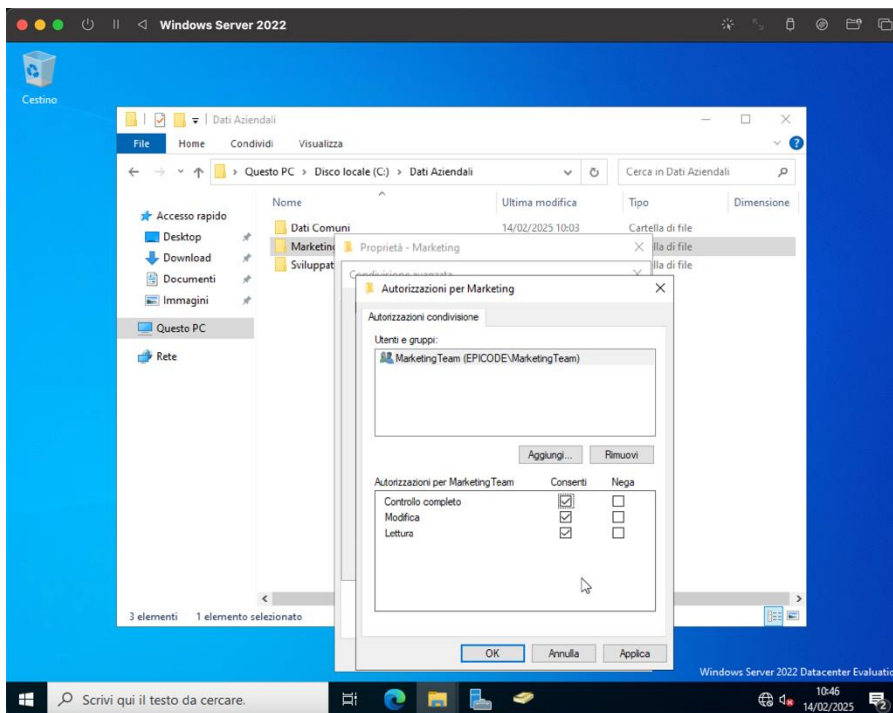 Windows Server 2022
Cestino
Dati Aziendali
File Home Condividi Visualizza
Questo PC > Disco locale (C:) > Dati Aziendali
Cerca in Dati Aziendali
Nome Ultima modifica Tipo Dimensione
Accesso rapido
Desktop
Download
Documenti
Immagini
Questo PC
Rete
Dati Comuni 14/02/2025 10:03 Cartella di file
Marketing
lla di file
Sviluppat
lla di file
Proprietà - Marketing
Condivisione avanzata
Autorizzazioni per Marketing
Autorizzazioni condivisione
Utenti e gruppi:
MarketingTeam (EPICODE\MarketingTeam)
Aggiungi... Rimuovi
Autorizzazioni per MarketingTeam Consenti Nega
Controllo completo
Modifica
Lettura
OK Annulla Applica
3 elementi 1 elemento selezionato
Windows Server 2022 Datacenter Evaluatio
Scrivi qui il testo da cercare.
10:46
14/02/2025
2